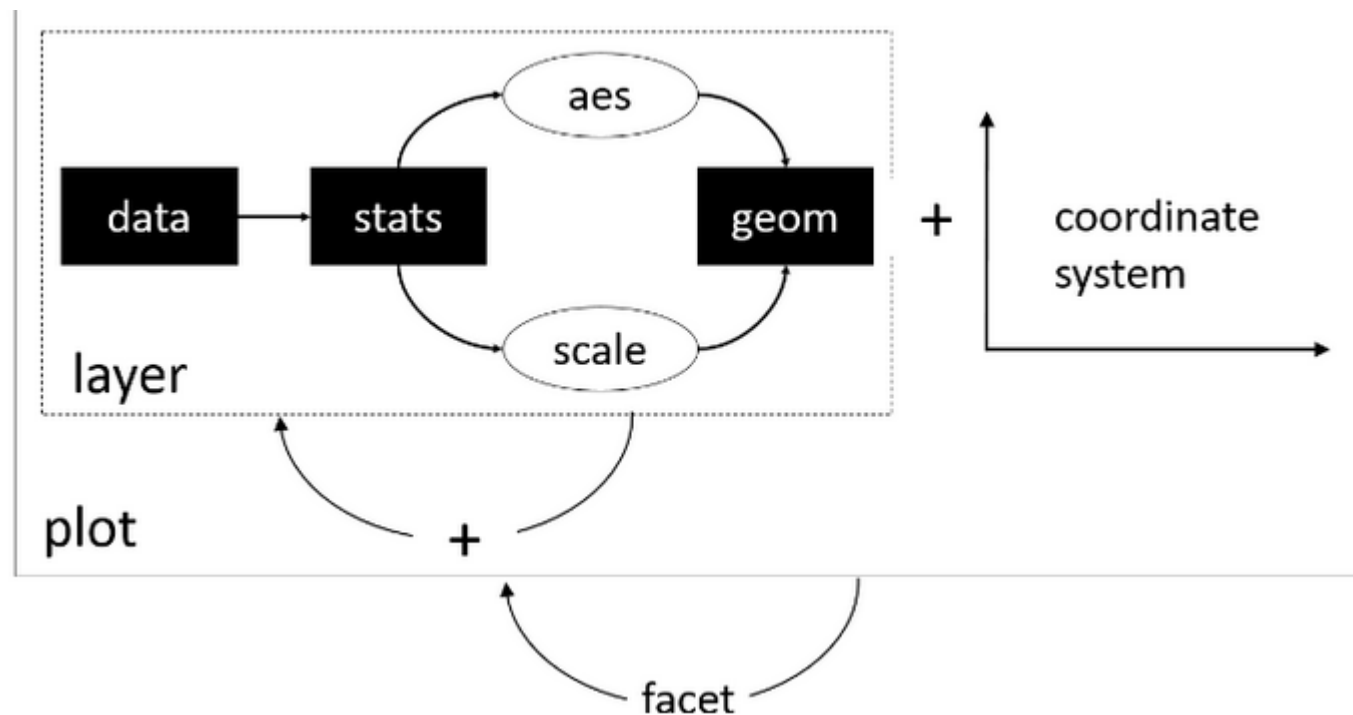 aes
data
stats
geom
+
coordinate
system
scale
layer
plot
+
facet